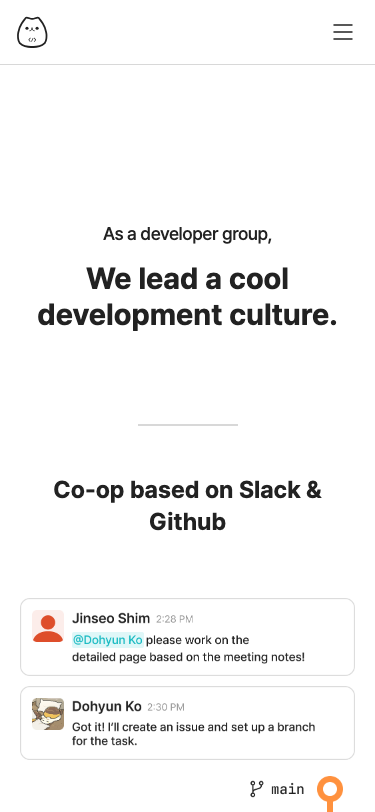 As a developer group,
We lead a cool
development culture.
Co-op based on Slack &
Github
Jinseo Shim 2:28 PM
@Dohyun Ko please work on the
detailed page based on the meeting notes!
Dohyun Ko 2:30 PM
Got it! I’ll create an issue and set up a branch
for the task.
main